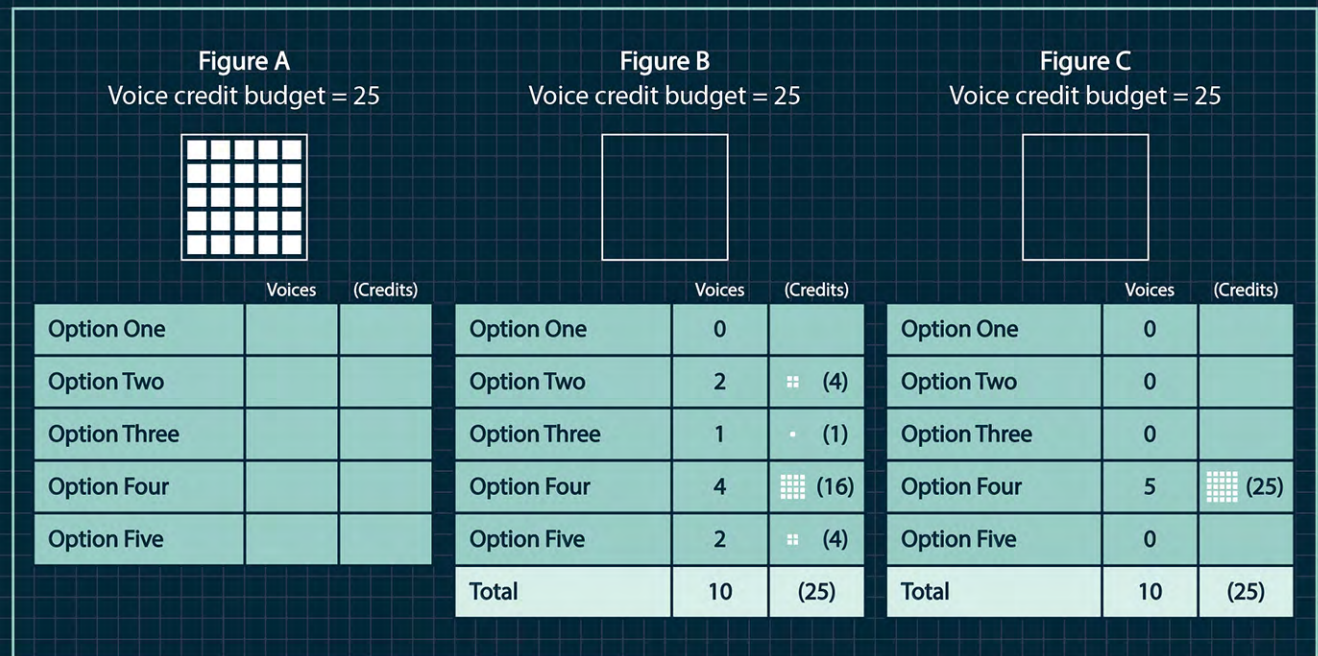 Figure A
Voice credit budget = 25
Voices (Credits)
Option One
Option Two
Option Three
Option Four
Option Five
Figure B
Voice credit budget = 25
Voices (Credits)
Option One 0
Option Two 2 (4)
Option Three 1 (1)
Option Four 4 (16)
Option Five 2 (4)
Total 10 (25)
Figure C
Voice credit budget = 25
Voices (Credits)
Option One 0
Option Two 0
Option Three 0
Option Four 5 (25)
Option Five 0
Total 10 (25)